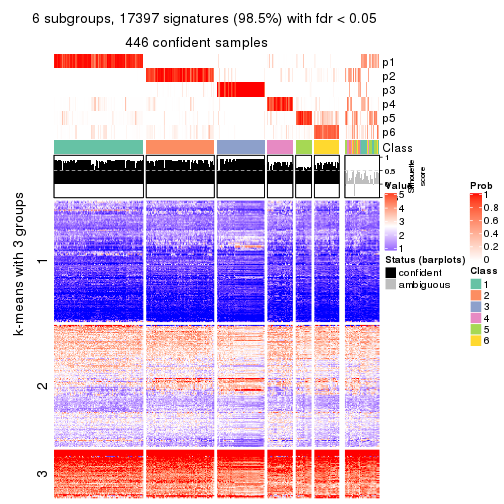 6 subgroups, 17397 signatures (98.5%) with fdr < 0.05
446 confident samples
p1
p2
p3
p4
p5
p6
Class
1
0.5
0
Silhouette
score
k-means with 3 groups
1
2
3
Value
5
4
3
2
1
Status (barplots)
confident
ambiguous
Prob
1
0.8
0.6
0.4
0.2
0
Class
1
2
3
4
5
6